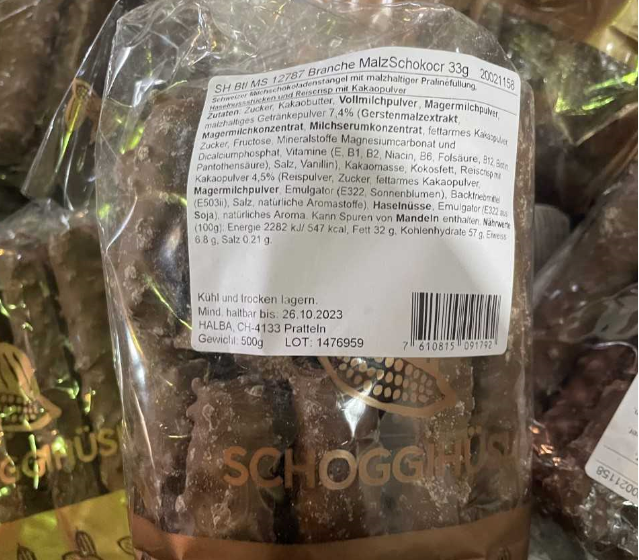 SH Btl MS 12787 Branche MalzSchokocr 33g 20021158
Schweizer Milchschokoladenstängel mit malzhaltiger Pralinéfüllung,
Haselnussstücken und Reiscrisp mit Kakaopulver
Zutaten: Zucker, Kakaobutter, Vollmilchpulver, Magermilchpulver,
malzhaltiges Getränkepulver 7,4% (Gerstenmalzextrakt,
Magermilchkonzentrat, Milchserumkonzentrat, fettarmes Kakaopulver,
Zucker, Fructose, Mineralstoffe Magnesiumcarbonat und
Dicalciumphosphat, Vitamine (E, B1, B2, Niacin, B6, Folsäure, B12, Biotin,
Pantothensäure), Salz, Vanillin), Kakaomasse, Kokosfett, Reiscrisp mit
Kakaopulver 4,5% (Reispulver, Zucker, fettarmes Kakaopulver,
Magermilchpulver, Emulgator (E322, Sonnenblumen), Backtriebmittel
(E503ii), Salz, natürliche Aromastoffe), Haselnüsse, Emulgator (E322 aus
Soja), natürliches Aroma. Kann Spuren von Mandeln enthalten. Nährwerte
(100g): Energie 2282 kJ/ 547 kcal, Fett 32 g, Kohlenhydrate 57 g, Eiweiss
6.8 g, Salz 0.21 g.
Kühl und trocken lagern.
Mind. haltbar bis: 26.10.2023
HALBA, CH-4133 Pratteln
Gewicht: 500g LOT: 1476959
7 610815 091792
SCHOGGIHÜS
GGIHÜS
20021158